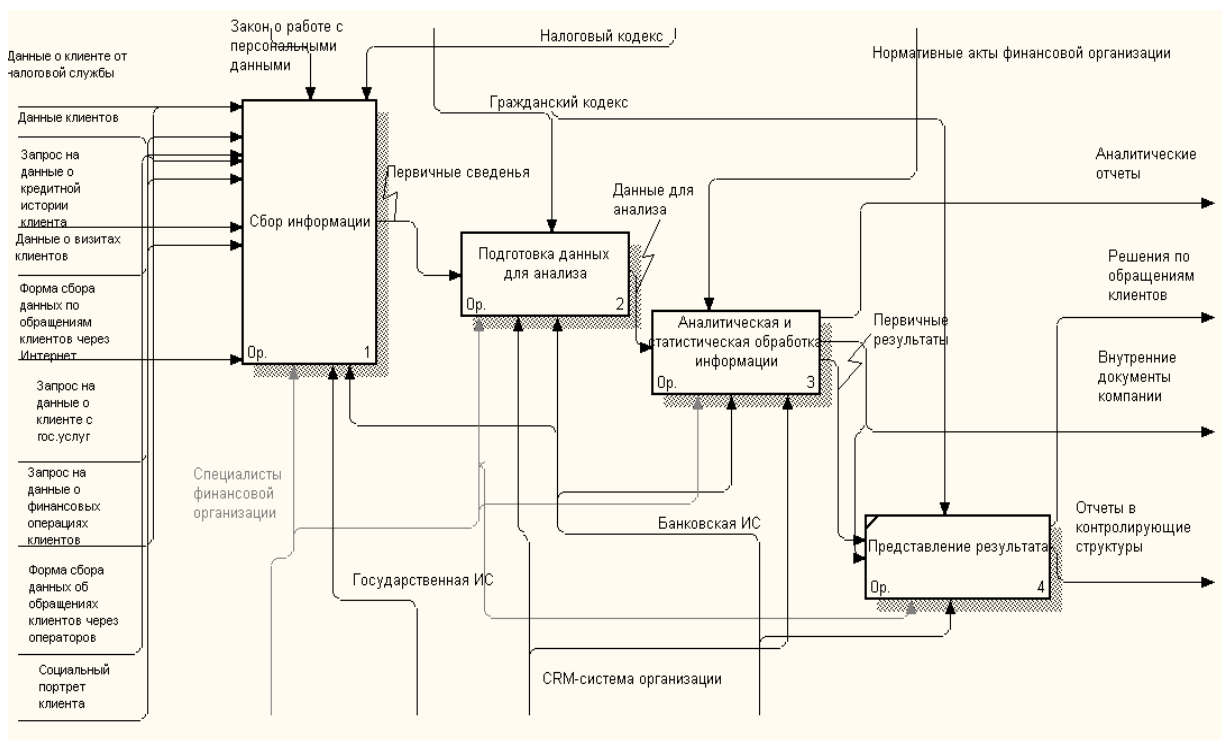 Закон о работе с
персональными
данными
Налоговый кодекс
Нормативные акты финансовой организации
Данные о клиенте от
налоговой службы
Гражданский кодекс
Данные клиентов
Запрос на
данные о
кредитной
истории
клиента
Данные о визитах
клиентов
Форма сбора
данных по
обращениям
клиентов через
Интернет
Запрос на
данные о
клиенте с
гос.услуг
Запрос на
данные о
финансовых
операциях
клиентов
Форма сбора
данных об
обращениях
клиентов через
операторов
Социальный
портрет
клиента
Сбор информации
0р.
1
Первичные сведенья
Подготовка данных
для анализа
0р.
2
Данные для
анализа
Аналитическая и
статистическая обработка
информации
0р.
3
Первичные
результаты
Представление результата
0р.
4
Аналитические
отчеты
Решения по
обращениям
клиентов
Внутренние
документы
компании
Отчеты в
контролирующие
структуры
Специалисты
финансовой
организации
Государственная ИС
Банковская ИС
CRM-система организации